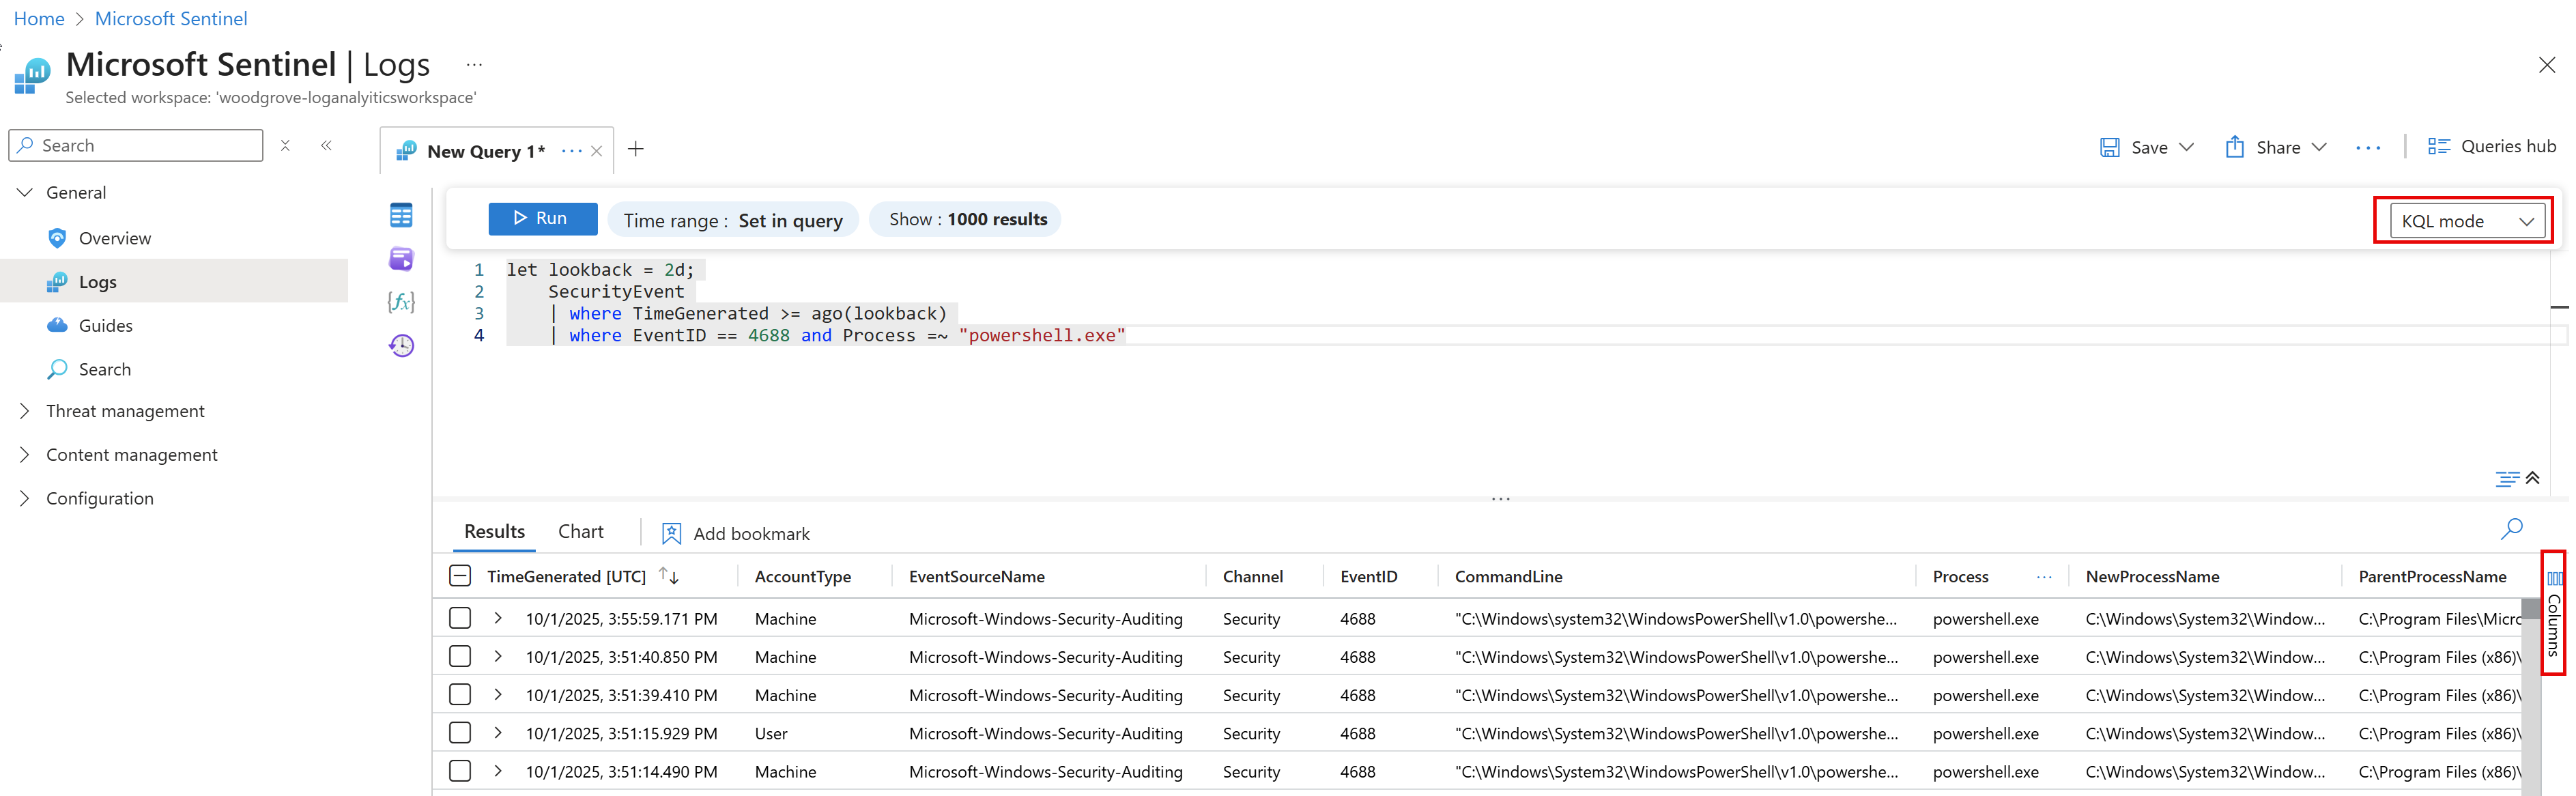 Home > Microsoft Sentinel
Microsoft Sentinel | Logs ...
Selected workspace: 'woodgrove-loganalyiticsworkspace'
Search
General
Overview
Logs
Guides
Search
Threat management
Content management
Configuration
New Query 1* ...
Save
Share
...
Queries hub
Run
Time range : Set in query
Show : 1000 results
KQL mode
1 let lookback = 2d;
2 SecurityEvent
3 | where TimeGenerated >= ago(lookback)
4 | where EventID == 4688 and Process =~ "powershell.exe"
...
Results Chart Add bookmark
TimeGenerated [UTC] AccountType EventSourceName Channel EventID CommandLine Process ... NewProcessName ParentProcessName
10/1/2025, 3:55:59.171 PM Machine Microsoft-Windows-Security-Auditing Security 4688 "C:\Windows\system32\WindowsPowerShell\v1.0\powershe... powershell.exe C:\Windows\System32\Window... C:\Program Files\Micro
10/1/2025, 3:51:40.850 PM Machine Microsoft-Windows-Security-Auditing Security 4688 "C:\Windows\System32\WindowsPowerShell\v1.0\powershe... powershell.exe C:\Windows\System32\Window... C:\Program Files (x86)\
10/1/2025, 3:51:39.410 PM Machine Microsoft-Windows-Security-Auditing Security 4688 "C:\Windows\System32\WindowsPowerShell\v1.0\powershe... powershell.exe C:\Windows\System32\Window... C:\Program Files (x86)\
10/1/2025, 3:51:15.929 PM User Microsoft-Windows-Security-Auditing Security 4688 "C:\Windows\System32\WindowsPowerShell\v1.0\powershe... powershell.exe C:\Windows\System32\Window... C:\Program Files (x86)\
10/1/2025, 3:51:14.490 PM Machine Microsoft-Windows-Security-Auditing Security 4688 "C:\Windows\System32\WindowsPowerShell\v1.0\powershe... powershell.exe C:\Windows\System32\Window... C:\Program Files (x86)\
Columns